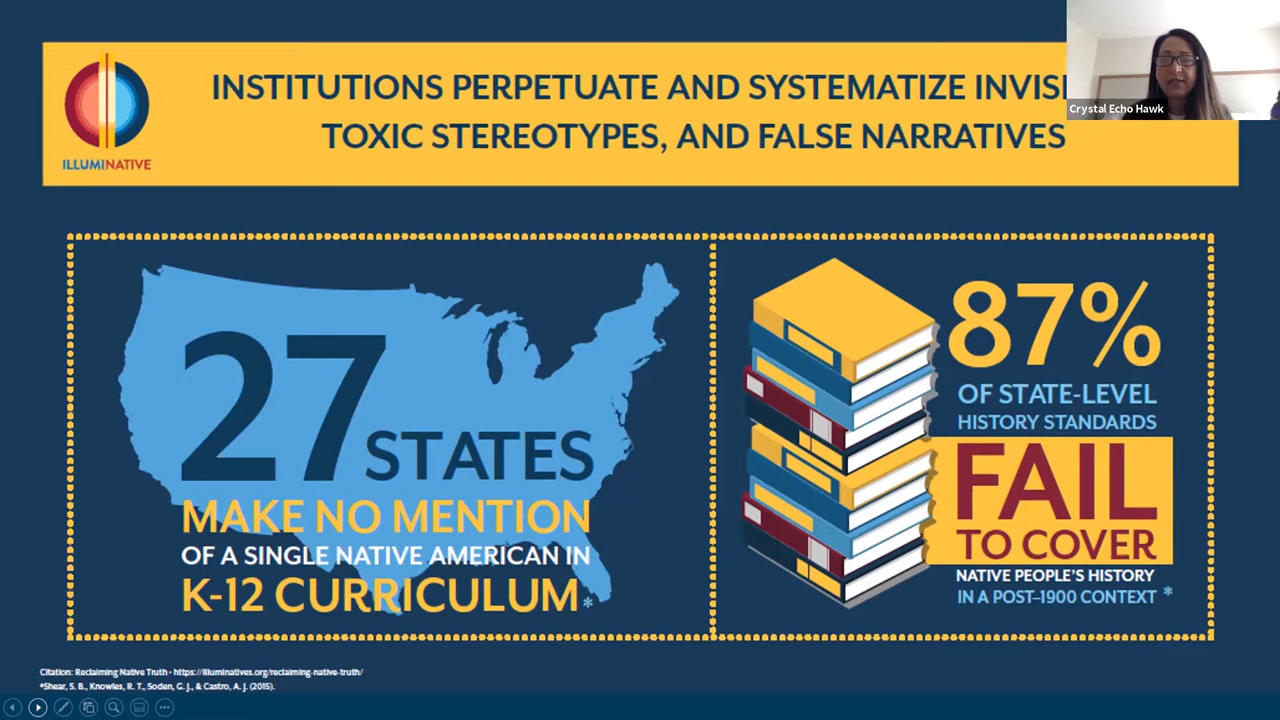 INSTITUTIONS PERPETUATE AND SYSTEMATIZE
TOXIC STEREOTYPES, AND FALSE NARRATIVES
ILLUMINATIVE
Crystal Echo Hawk
27 STATES
MAKE NO MENTION
OF A SINGLE NATIVE AMERICAN IN
K-12 CURRICULUM*
87%
OF STATE-LEVEL
HISTORY STANDARDS
FAIL
TO COVER
NATIVE PEOPLE'S HISTORY
IN A POST-1900 CONTEXT *
Citation: Reclaiming Native Truth - https://illuminatives.org/reclaiming-native-truth/
*Shear, S. B., Knowles, R. T., Soden, G. J., & Castro, A. J. (2015).